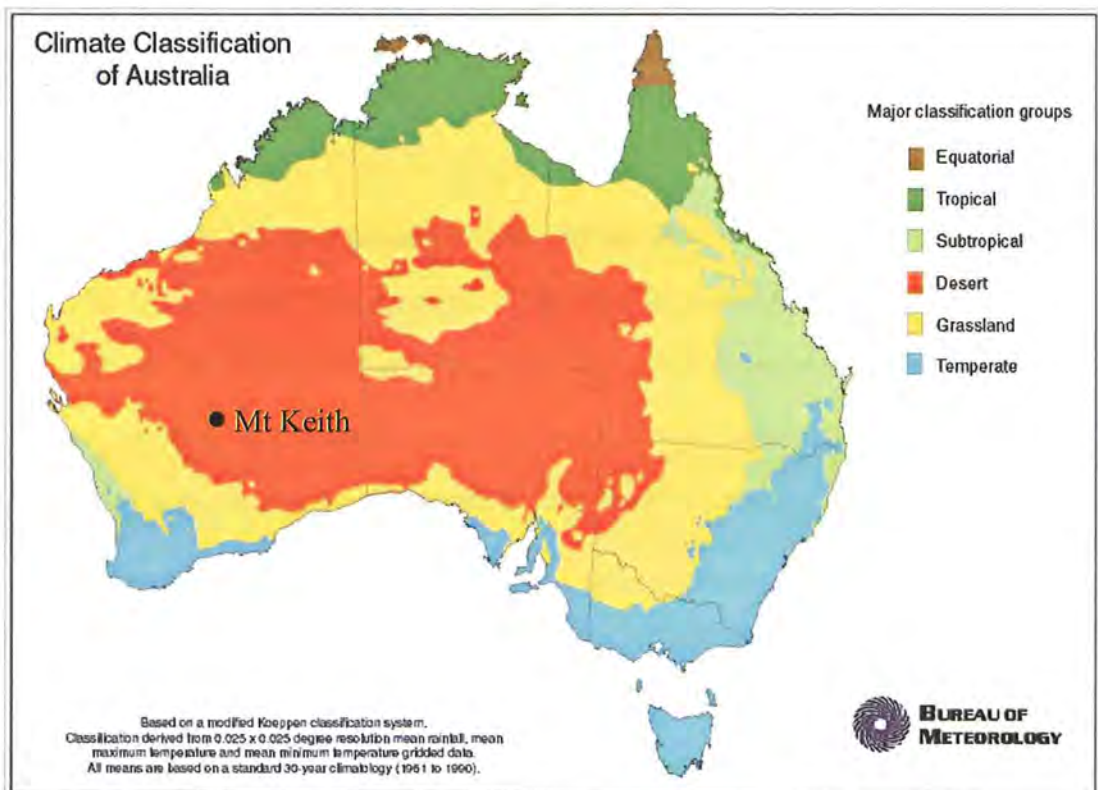 Climate Classification
of Australia
Major classification groups
Equatorial
Tropical
Subtropical
Desert
Grassland
Temperate
Mt Keith
Based on a modified Koeppen classification system.
Classification derived from 0.025 x 0.025 degree resolution mean rainfall, mean
maximum temperature and mean minimum temperature gridded data.
All means are based on a standard 30-year climatology (1961 to 1990).
BUREAU OF
METEOROLOGY